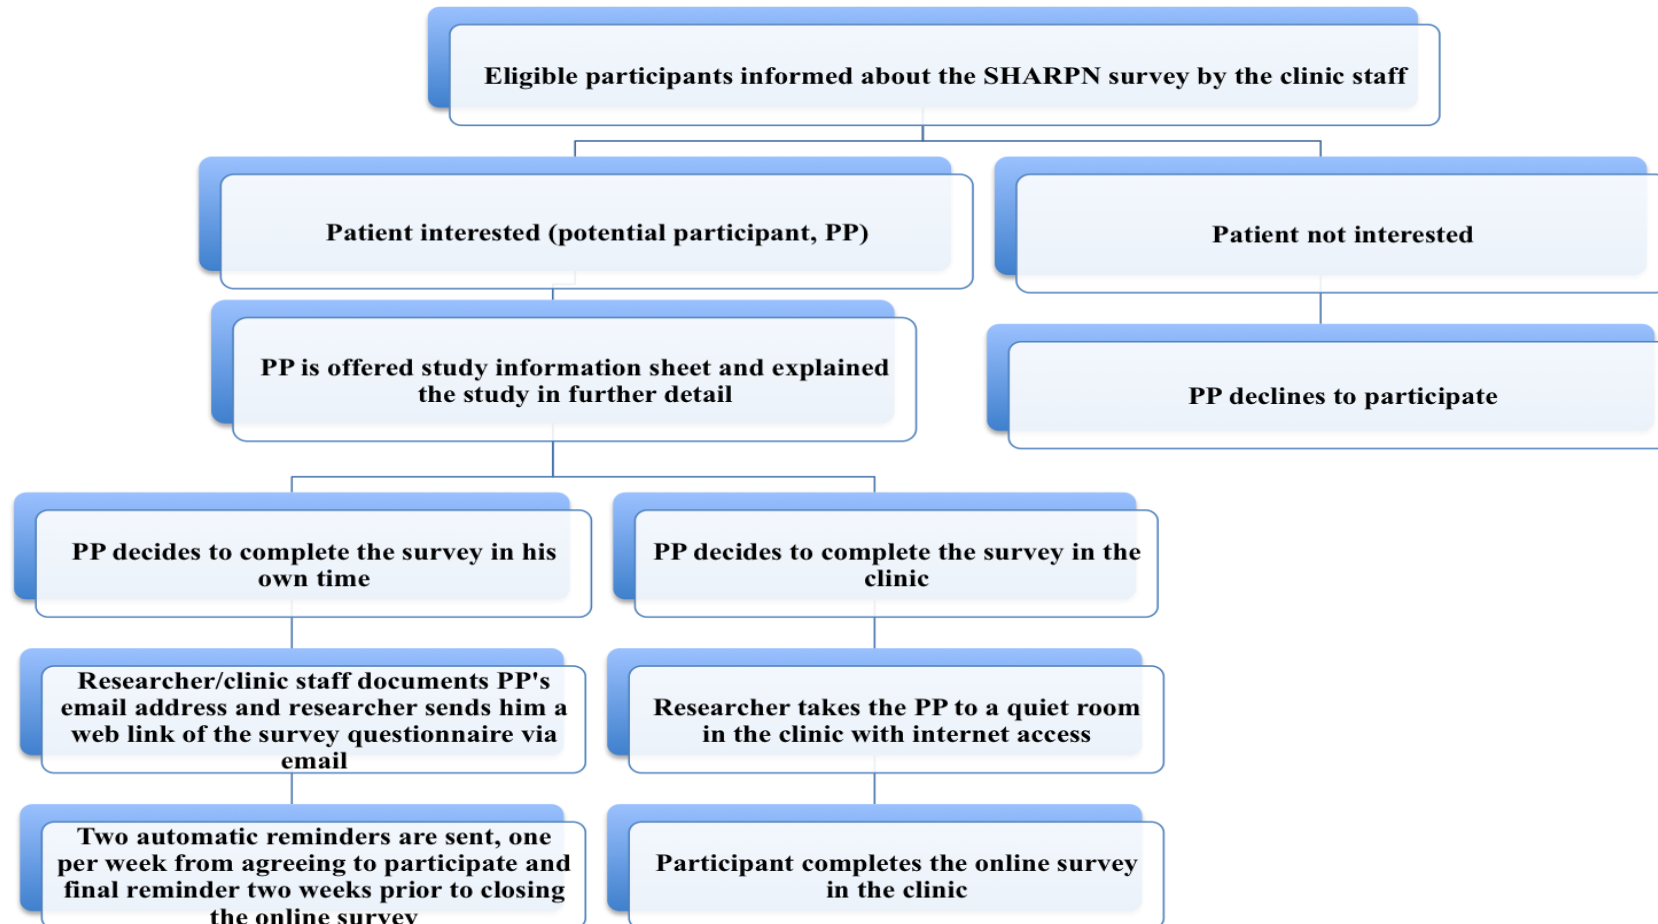 Eligible participants informed about the SHARPN survey by the clinic staff
Patient interested (potential participant, PP)
Patient not interested
PP is offered study information sheet and explained
the study in further detail
PP declines to participate
PP decides to complete the survey in his
own time
PP decides to complete the survey in the
clinic
Researcher/clinic staff documents PP's
email address and researcher sends him a
web link of the survey questionnaire via
email
Researcher takes the PP to a quiet room
in the clinic with internet access
Two automatic reminders are sent, one
per week from agreeing to participate and
final reminder two weeks prior to closing
the online survey
Participant completes the online survey
in the clinic